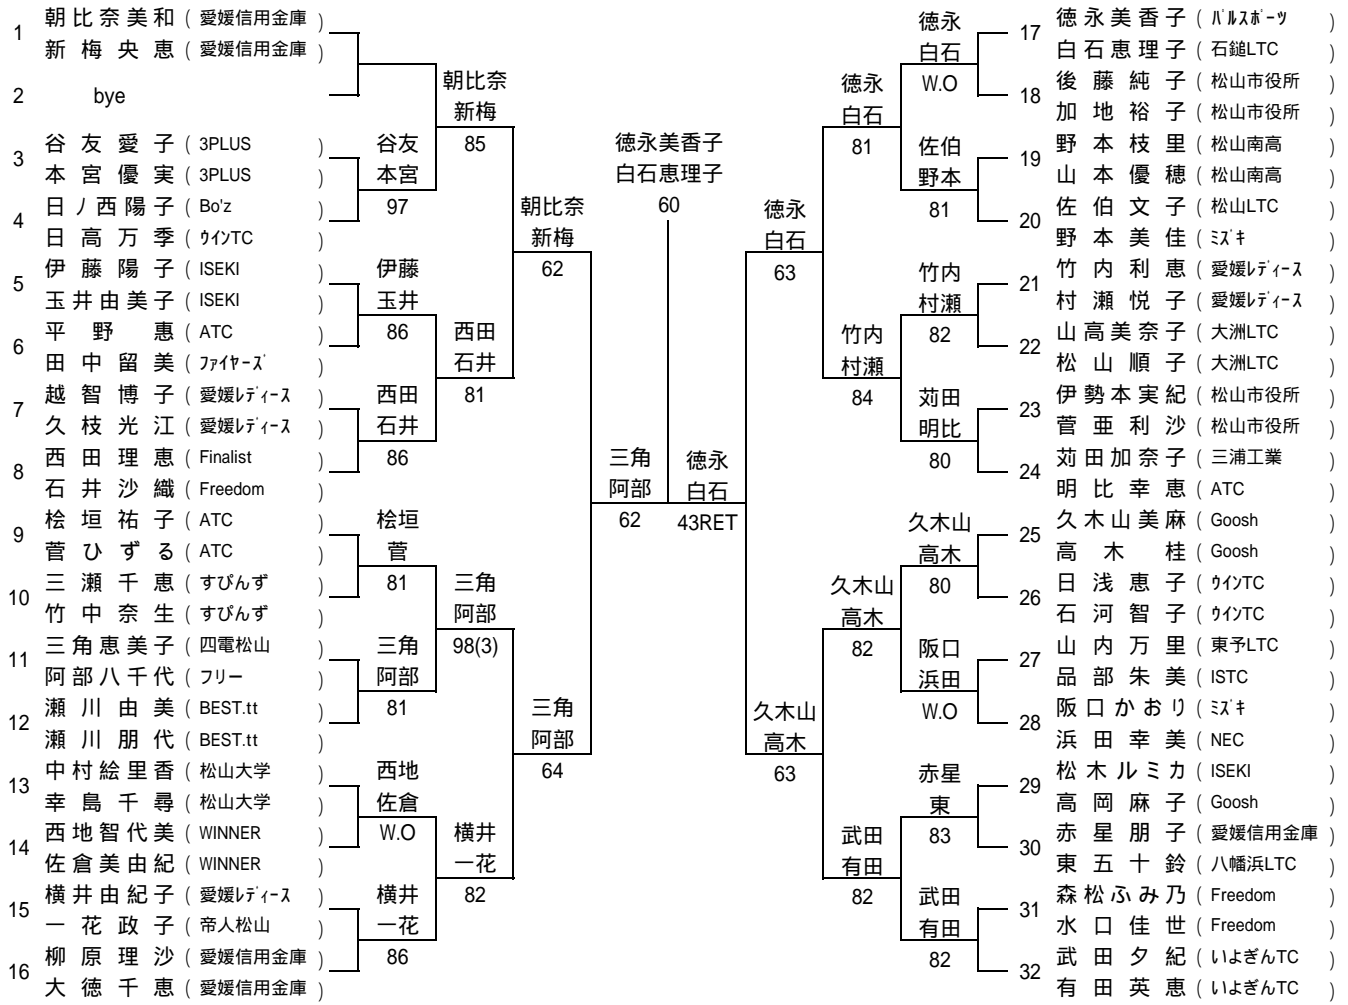 1 朝比奈美和 ( 愛媛信用金庫 )
新梅央恵 ( 愛媛信用金庫 )
2 bye
3 谷友愛子 ( 3PLUS )
本宮優実 ( 3PLUS )
4 日ノ西陽子 ( Bo'z )
日高万季 ( ウインTC )
5 伊藤陽子 ( ISEKI )
玉井由美子 ( ISEKI )
6 平野惠 ( ATC )
田中留美 ( ファイヤーズ )
7 越智博子 ( 愛媛レディース )
久枝光江 ( 愛媛レディース )
8 西田理恵 ( Finalist )
石井沙織 ( Freedom )
9 桧垣祐子 ( ATC )
菅ひずる ( ATC )
10 三瀬千恵 ( すぴんず )
竹中奈生 ( すぴんず )
11 三角恵美子 ( 四電松山 )
阿部八千代 ( フリー )
12 瀬川由美 ( BEST.tt )
瀬川朋代 ( BEST.tt )
13 中村絵里香 ( 松山大学 )
幸島千尋 ( 松山大学 )
14 西地智代美 ( WINNER )
佐倉美由紀 ( WINNER )
15 横井由紀子 ( 愛媛レディース )
一花政子 ( 帝人松山 )
16 柳原理沙 ( 愛媛信用金庫 )
大徳千恵 ( 愛媛信用金庫 )
谷友
本宮
97
伊藤
玉井
86
西田
石井
86
桧垣
菅
81
三角
阿部
81
西地
佐倉
W.O
横井
一花
86
朝比奈
新梅
85
西田
石井
81
三角
阿部
98(3)
横井
一花
82
朝比奈
新梅
62
三角
阿部
64
三角
阿部
62
徳永美香子
白石恵理子
60
徳永
白石
43RET
徳永
白石
63
久木山
高木
63
徳永
白石
81
竹内
村瀬
84
久木山
高木
82
武田
有田
82
徳永
白石
W.O
佐伯
野本
81
竹内
村瀬
82
苅田
明比
80
久木山
高木
80
阪口
浜田
W.O
赤星
東
83
武田
有田
82
17 徳永美香子 ( パルスポーツ )
白石恵理子 ( 石鎚LTC )
18 後藤純子 ( 松山市役所 )
加地裕子 ( 松山市役所 )
19 野本枝里 ( 松山南高 )
山本優穂 ( 松山南高 )
20 佐伯文子 ( 松山LTC )
野本美佳 ( ミズキ )
21 竹内利恵 ( 愛媛レディース )
村瀬悦子 ( 愛媛レディース )
22 山高美奈子 ( 大洲LTC )
松山順子 ( 大洲LTC )
23 伊勢本実紀 ( 松山市役所 )
菅亜利沙 ( 松山市役所 )
24 苅田加奈子 ( 三浦工業 )
明比幸恵 ( ATC )
25 久木山美麻 ( Goosh )
高木桂 ( Goosh )
26 日浅恵子 ( ウインTC )
石河智子 ( ウインTC )
27 山内万里 ( 東予LTC )
品部朱美 ( ISTC )
28 阪口かおり ( ミズキ )
浜田幸美 ( NEC )
29 松木ルミカ ( ISEKI )
高岡麻子 ( Goosh )
30 赤星朋子 ( 愛媛信用金庫 )
東五十鈴 ( 八幡浜LTC )
31 森松ふみ乃 ( Freedom )
水口佳世 ( Freedom )
32 武田夕紀 ( いよぎんTC )
有田英恵 ( いよぎんTC )